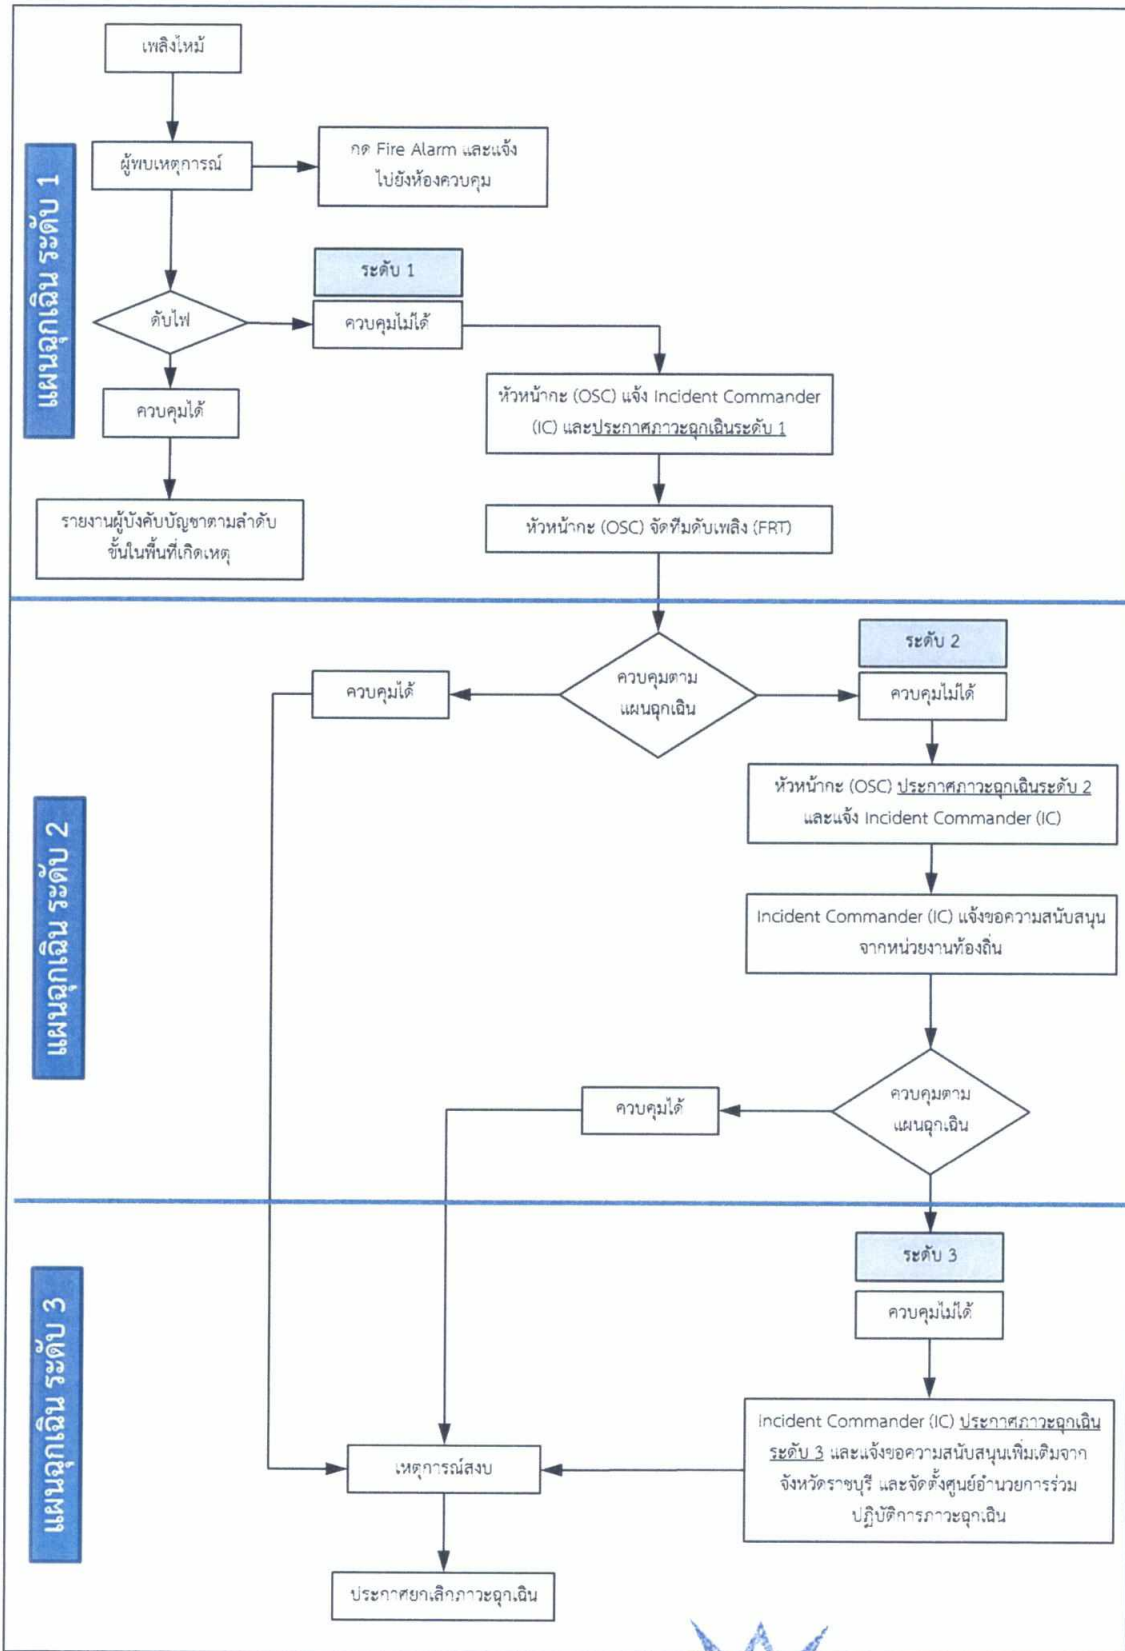 เพลิงไหม้
ผู้พบเหตุการณ์
กด Fire Alarm และแจ้ง
ไปยังห้องควบคุม
แผนฉุกเฉิน ระดับ 1
ระดับ 1
ดับไฟ
ควบคุมไม่ได้
ควบคุมได้
หัวหน้ากะ (OSC) แจ้ง Incident Commander
(IC) และประกาศภาวะฉุกเฉินระดับ 1
รายงานผู้บังคับบัญชาตามลำดับ
ขั้นในพื้นที่เกิดเหตุ
หัวหน้ากะ (OSC) จัดทีมดับเพลิง (FRT)
ระดับ 2
ควบคุมได้
ควบคุมตาม
แผนฉุกเฉิน
ควบคุมไม่ได้
แผนฉุกเฉิน ระดับ 2
หัวหน้ากะ (OSC) ประกาศภาวะฉุกเฉินระดับ 2
และแจ้ง Incident Commander (IC)
Incident Commander (IC) แจ้งขอความสนับสนุน
จากหน่วยงานท้องถิ่น
ควบคุมได้
ควบคุมตาม
แผนฉุกเฉิน
ระดับ 3
ควบคุมไม่ได้
แผนฉุกเฉิน ระดับ 3
Incident Commander (IC) ประกาศภาวะฉุกเฉิน
ระดับ 3 และแจ้งขอความสนับสนุนเพิ่มเติมจาก
จังหวัดราชบุรี และจัดตั้งศูนย์อำนวยการร่วม
ปฏิบัติการภาวะฉุกเฉิน
เหตุการณ์สงบ
ประกาศยกเลิกภาวะฉุกเฉิน